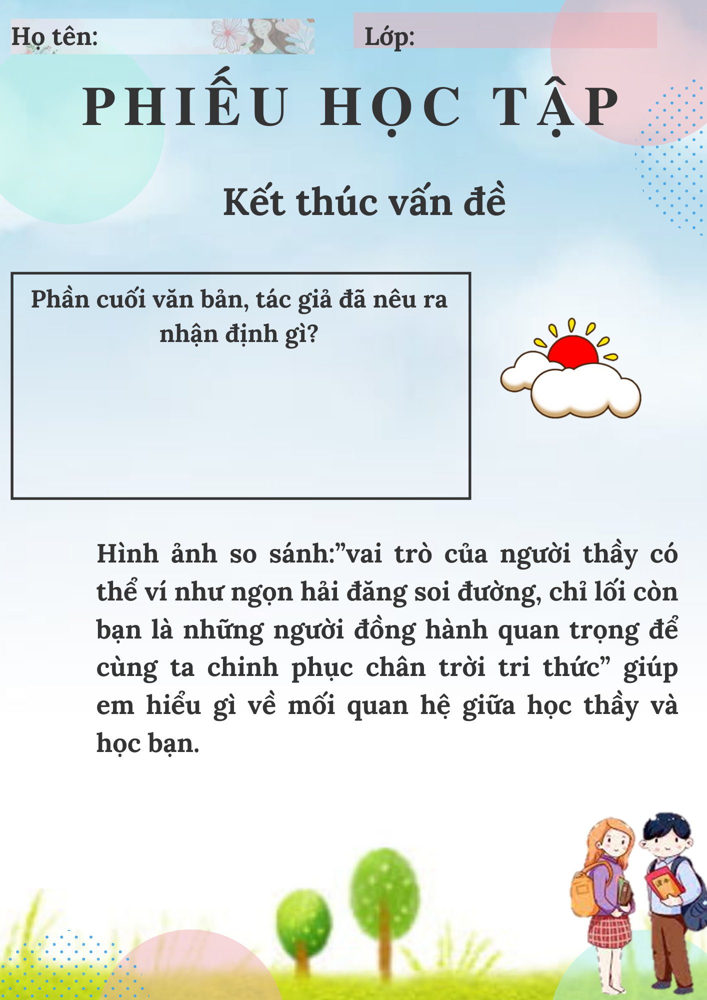 Họ tên:
Lớp:
PHIẾU HỌC TẬP
Kết thúc vấn đề
Phần cuối văn bản, tác giả đã nêu ra
nhận định gì?
Hình ảnh so sánh:”vai trò của người thầy có
thể ví như ngọn hải đăng soi đường, chỉ lối còn
bạn là những người đồng hành quan trọng để
cùng ta chinh phục chân trời tri thức” giúp
em hiểu gì về mối quan hệ giữa học thầy và
học bạn.